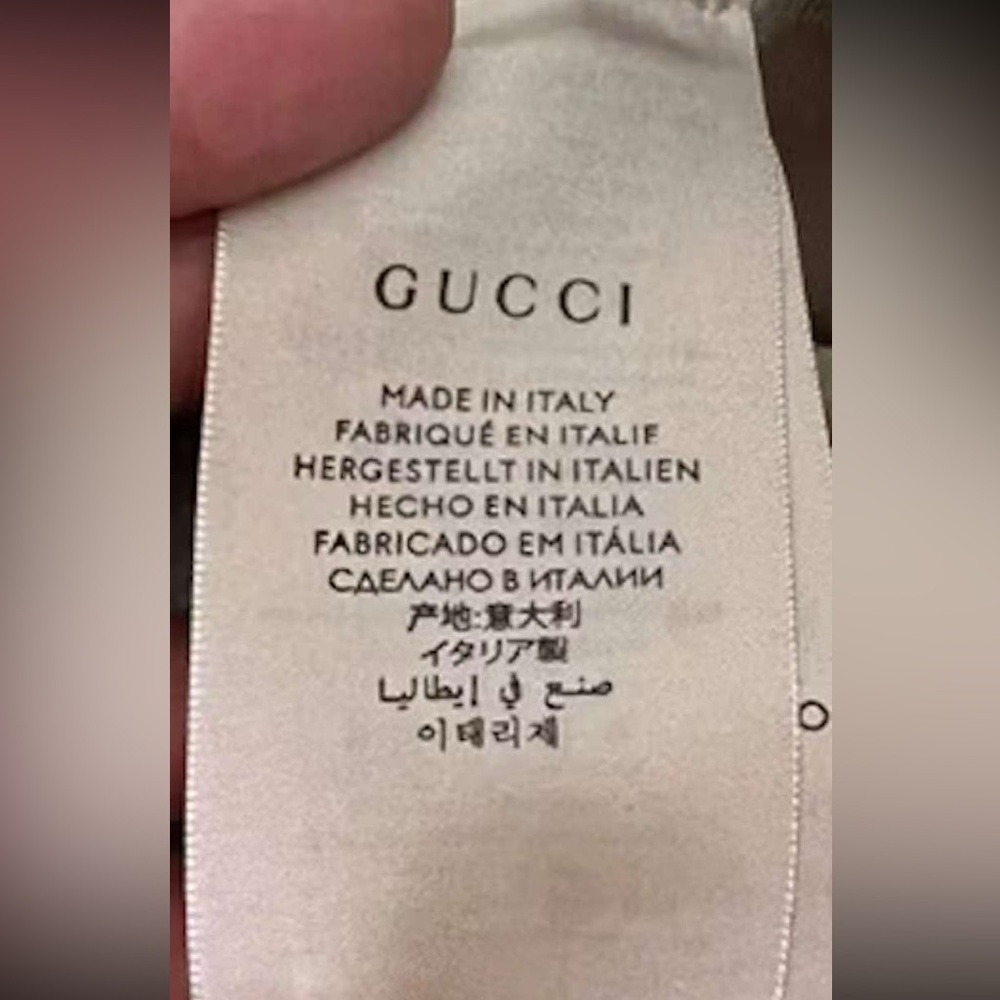 GUCCI
MADE IN ITALY
FABRIQUÉ EN ITALIE
HERGESTELLT IN ITALIEN
HECHO EN ITALIA
FABRICADO EM ITÁLIA
СДЕЛАНО В ИТАЛИИ
产地:意大利
イタリア製
صنع في إيطاليا
이태리제